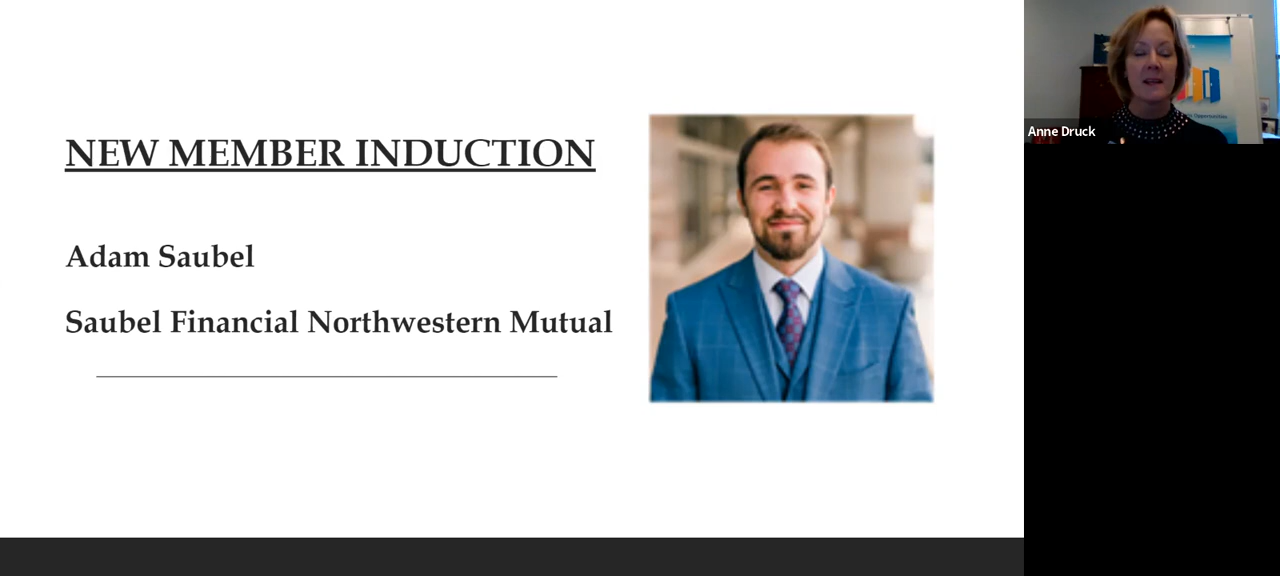 NEW MEMBER INDUCTION
Adam Saubel
Saubel Financial Northwestern Mutual
Anne Druck